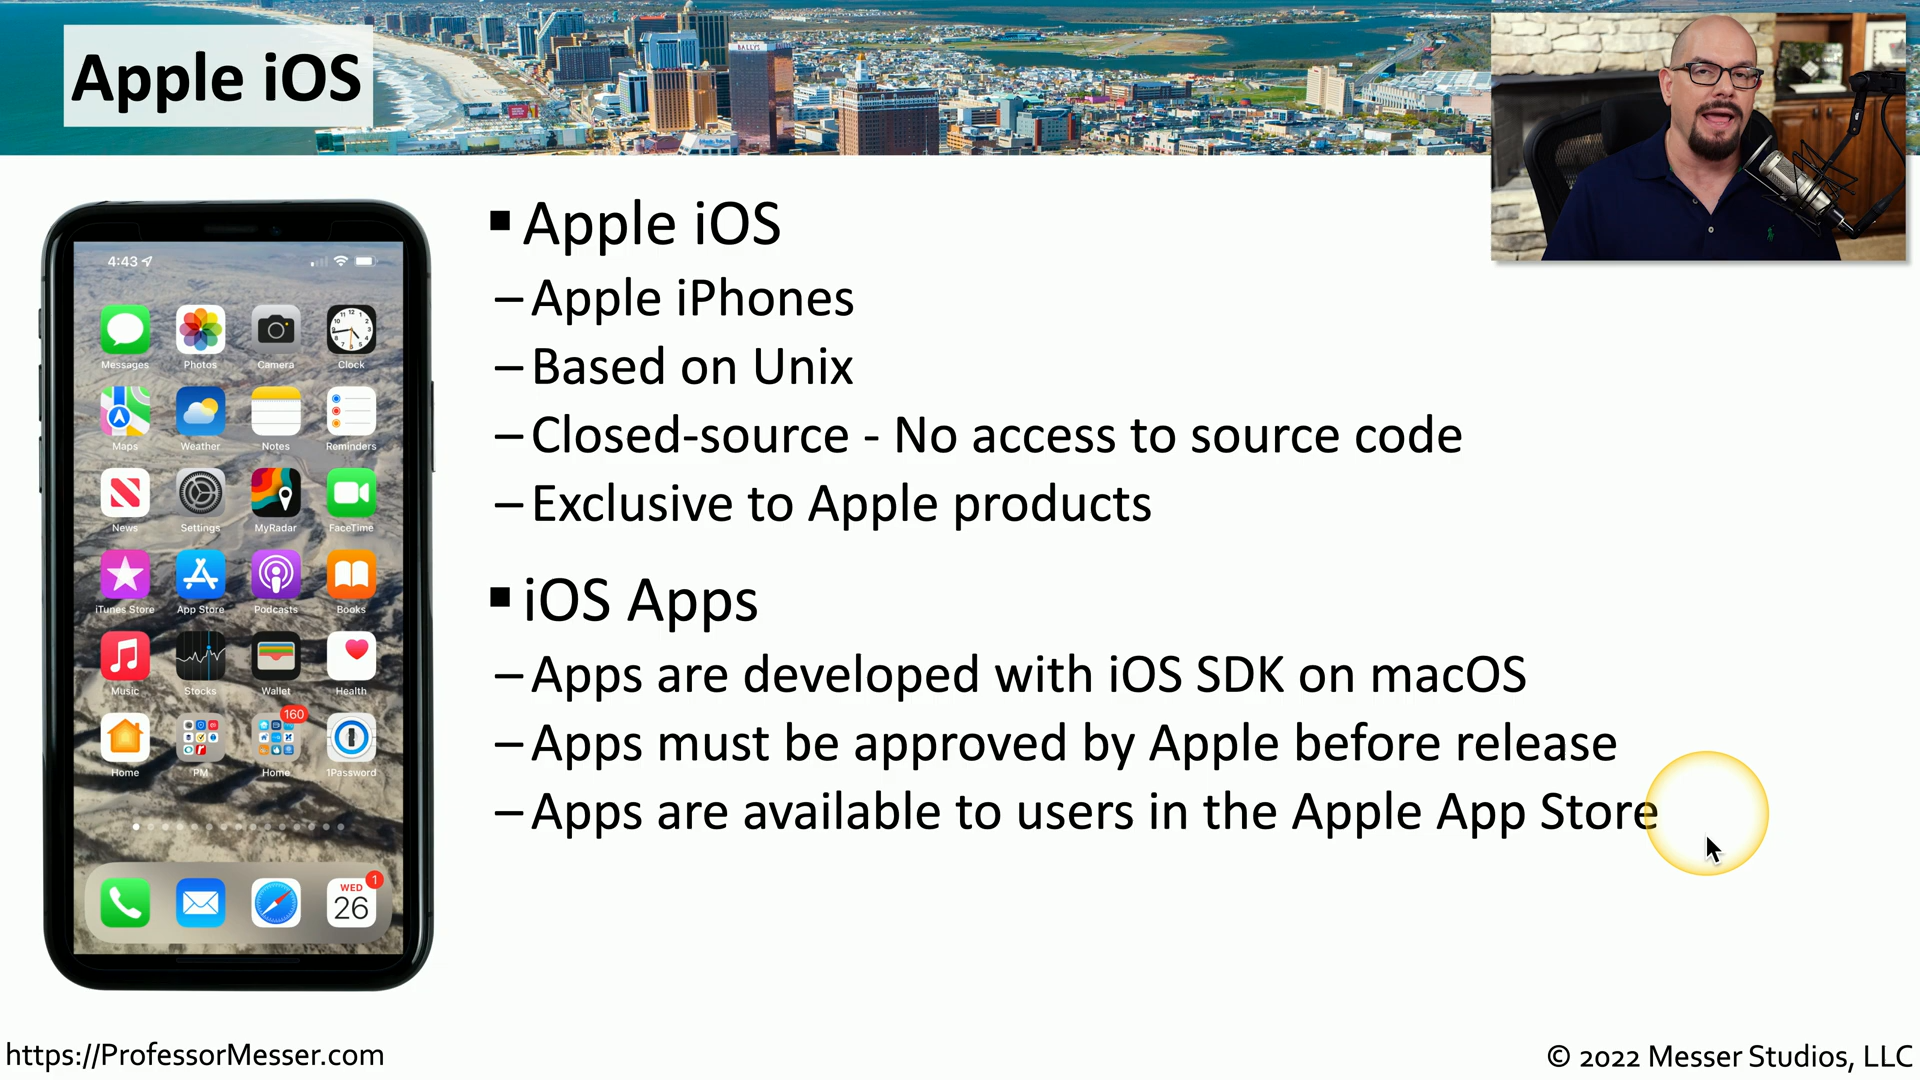 Apple iOS
BALLY'S
▪ Apple iOS
– Apple iPhones
– Based on Unix
– Closed-source - No access to source code
– Exclusive to Apple products
▪ iOS Apps
– Apps are developed with iOS SDK on macOS
– Apps must be approved by Apple before release
– Apps are available to users in the Apple App Store
4:43
Messages Photos Camera Clock
Maps Weather Notes Reminders
News Settings MyRadar FaceTime
iTunes Store App Store Podcasts Books
Music Stocks Wallet Health
160
Home PM Home 1Password
WED 1
26
https://ProfessorMesser.com
© 2022 Messer Studios, LLC